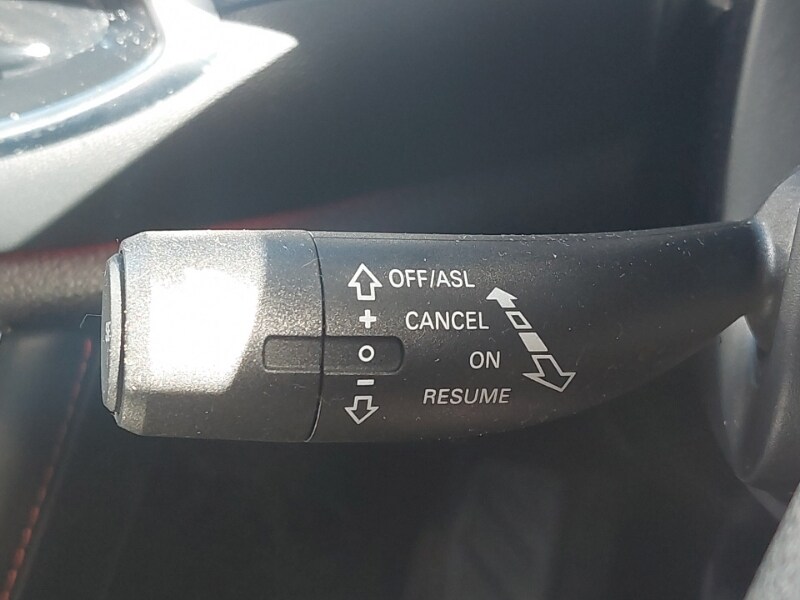 OFF/ASL
+ CANCEL
O ON
- RESUME